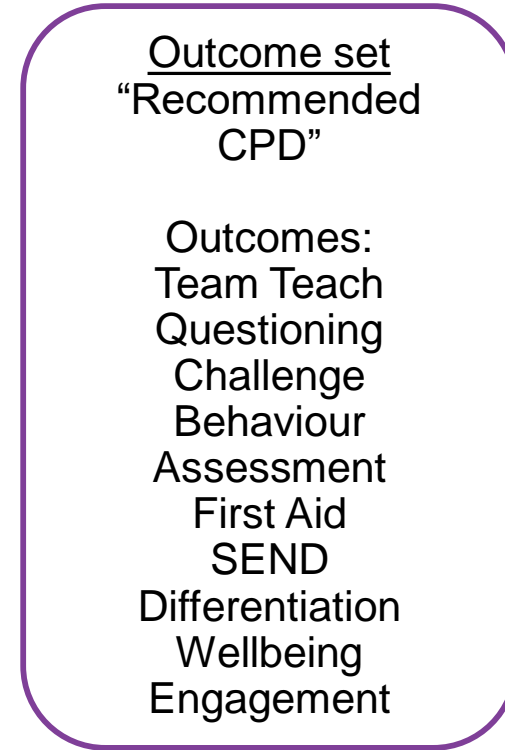 Outcome set
“Recommended
CPD”
Outcomes:
Team Teach
Questioning
Challenge
Behaviour
Assessment
First Aid
SEND
Differentiation
Wellbeing
Engagement